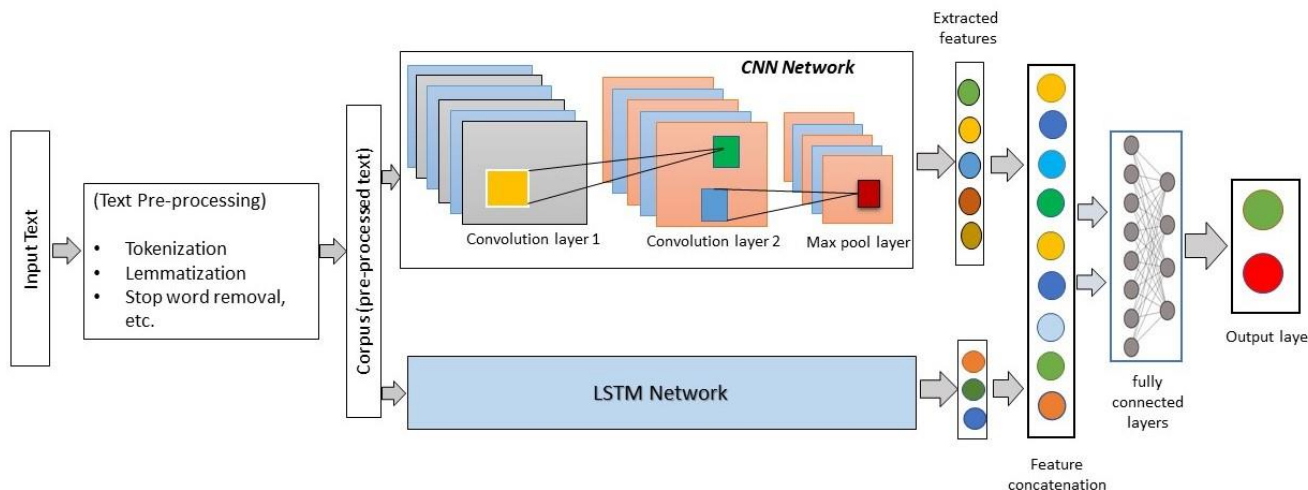 Input Text
(Text Pre-processing)
• Tokenization
• Lemmatization
• Stop word removal,
etc.
Corpus (pre-processed text)
CNN Network
Convolution layer 1
Convolution layer 2
Max pool layer
LSTM Network
Extracted
features
Feature
concatenation
fully
connected
layers
Output laye